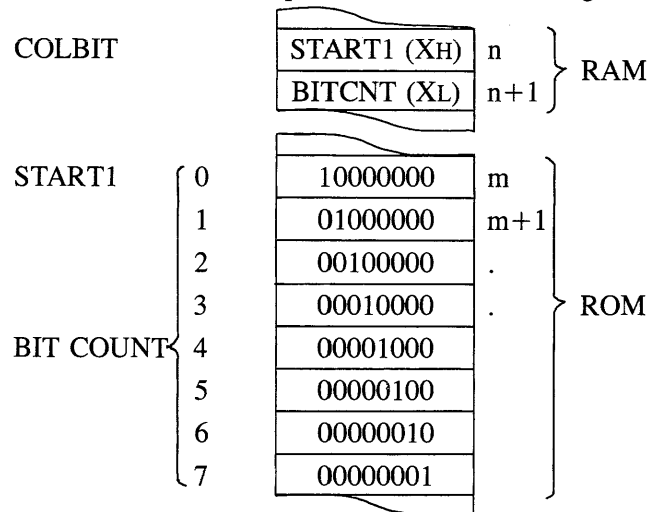 COLBIT START1 (XH) n
RAM
BITCNT (XL) n+1
START1 0 10000000 m
1 01000000 m+1
2 00100000 .
3 00010000 . ROM
BIT COUNT 4 00001000
5 00000100
6 00000010
7 00000001